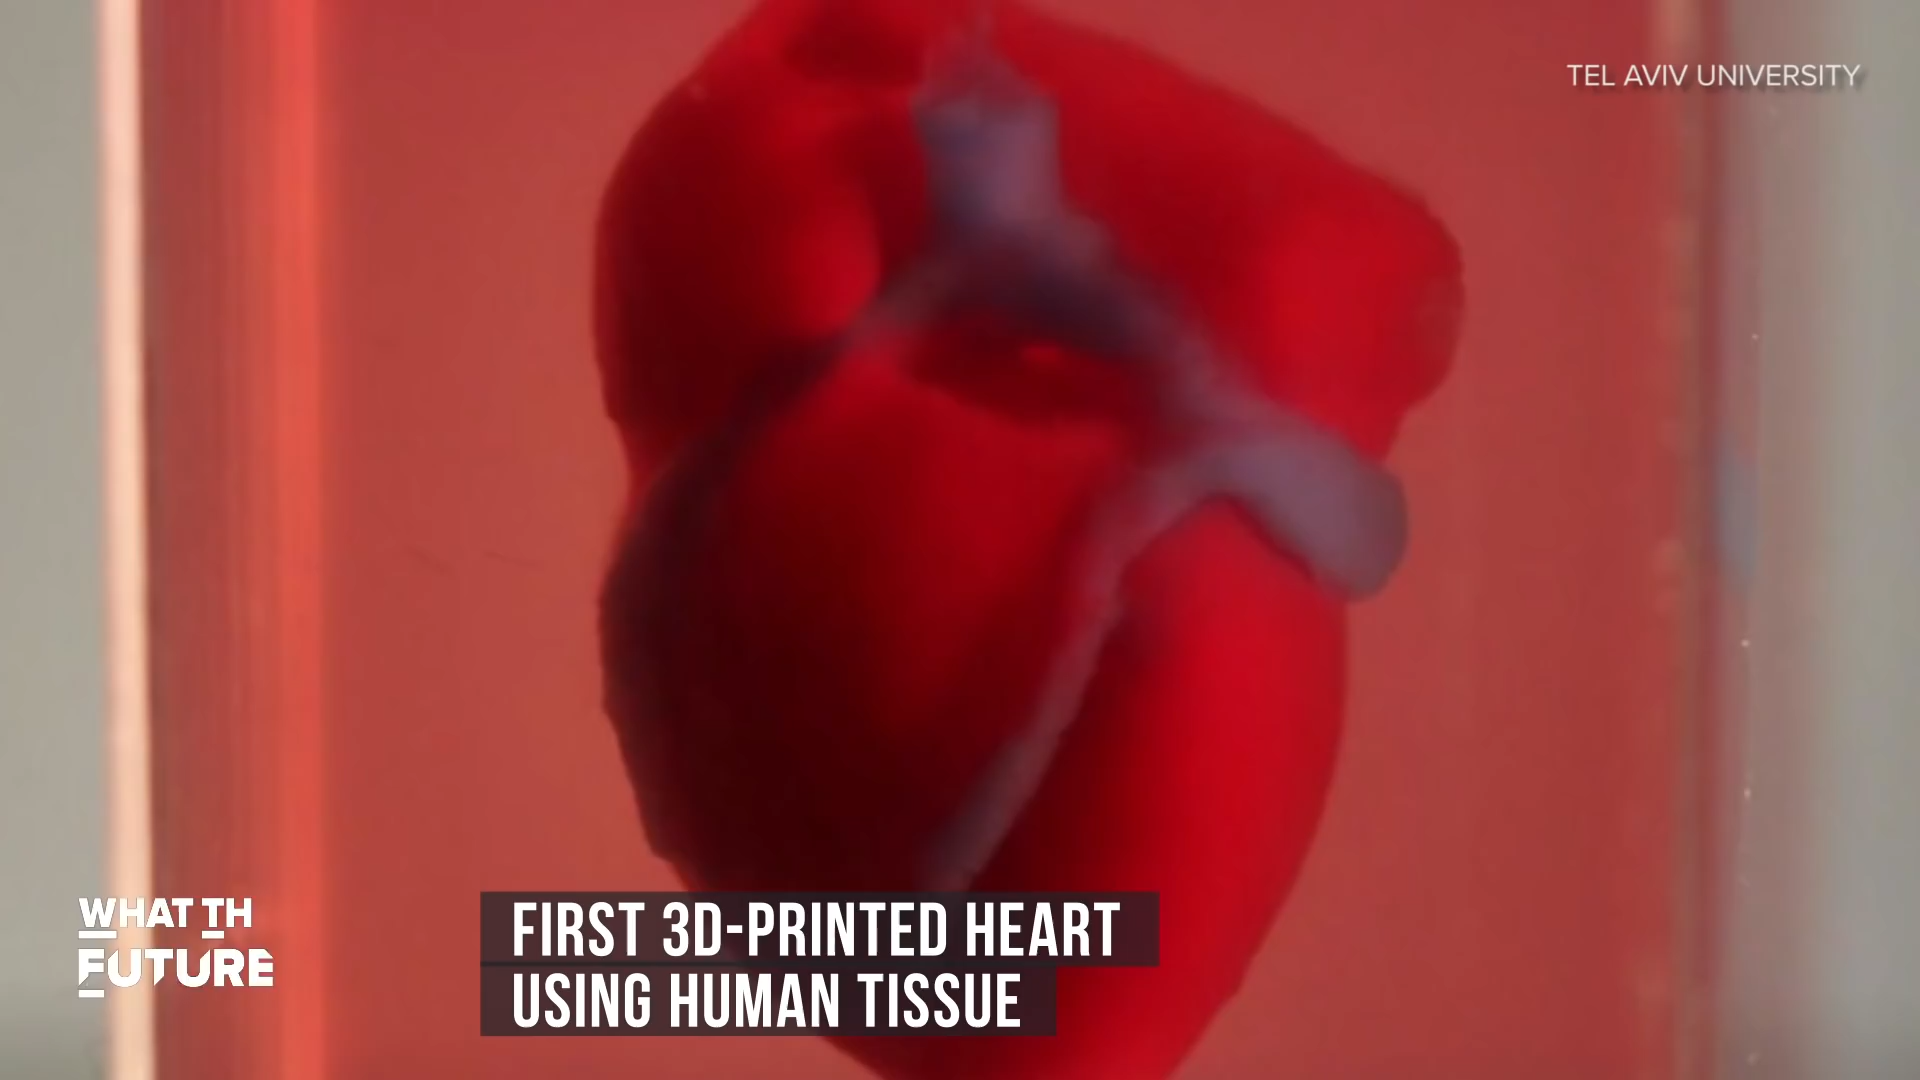 TEL AVIV UNIVERSITY
WHAT TH
FUTURE
FIRST 3D-PRINTED HEART
USING HUMAN TISSUE